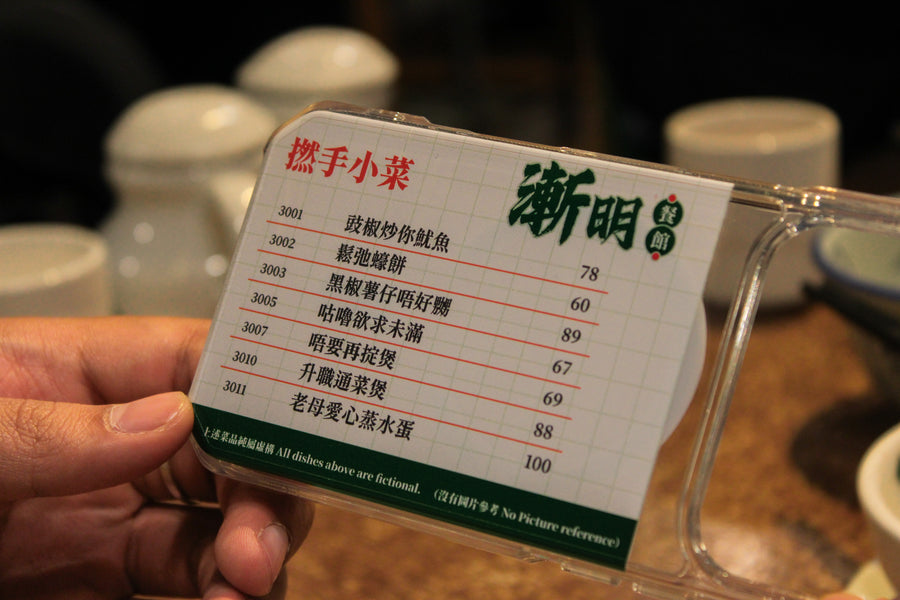 撚手小菜
漸明
餐館
3001 豉椒炒你魷魚 78
3002 鬆弛蠔餅 60
3003 黑椒薯仔唔好嬲 89
3005 咕嚕欲求未滿 67
3007 唔要再掟煲 69
3010 升職通菜煲 88
3011 老母愛心蒸水蛋 100
上述菜品純屬虛構 All dishes above are fictional. （沒有圖片參考 No Picture reference）